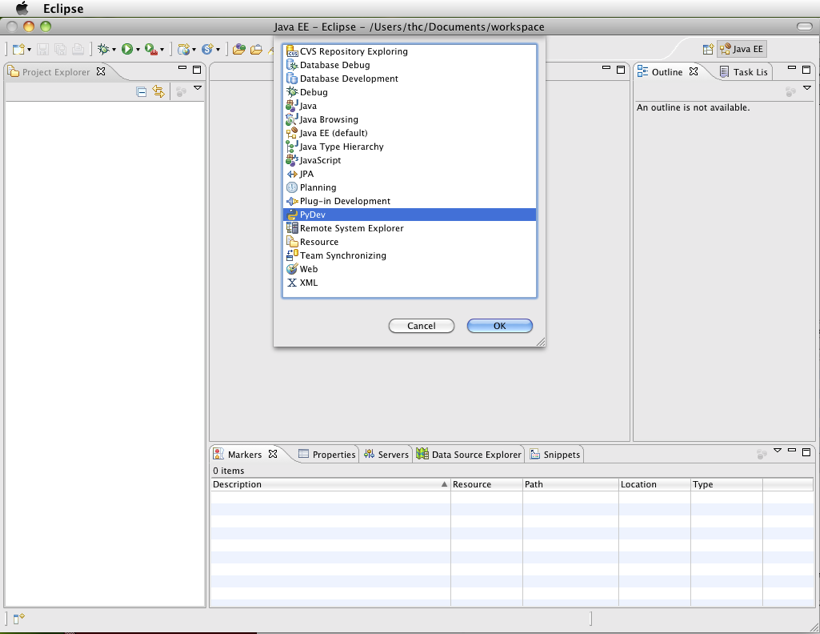 Eclipse
Java EE - Eclipse - /Users/thc/Documents/workspace
Java EE
Project Explorer
Outline
Task Lis
An outline is not available.
CVS Repository Exploring
Database Debug
Database Development
Debug
Java
Java Browsing
Java EE (default)
Java Type Hierarchy
JavaScript
JPA
Planning
Plug-in Development
PyDev
Remote System Explorer
Resource
Team Synchronizing
Web
XML
Cancel
OK
Markers
Properties
Servers
Data Source Explorer
Snippets
0 items
Description
Resource
Path
Location
Type